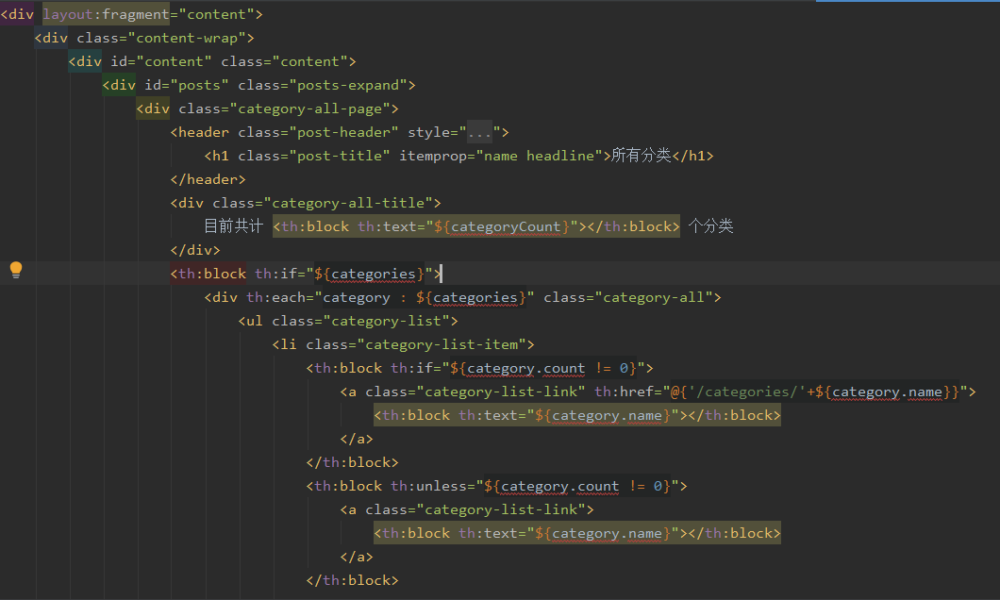 <div layout:fragment="content">
<div class="content-wrap">
<div id="content" class="content">
<div id="posts" class="posts-expand">
<div class="category-all-page">
<header class="post-header" style="...">
<h1 class="post-title" itemprop="name headline">所有分类</h1>
</header>
<div class="category-all-title">
目前共计 <th:block th:text="${categoryCount}"></th:block> 个分类
</div>
<th:block th:if="${categories}">
<div th:each="category : ${categories}" class="category-all">
<ul class="category-list">
<li class="category-list-item">
<th:block th:if="${category.count != 0}">
<a class="category-list-link" th:href="@{'/categories/'+${category.name}}">
<th:block th:text="${category.name}"></th:block>
</a>
</th:block>
<th:block th:unless="${category.count != 0}">
<a class="category-list-link">
<th:block th:text="${category.name}"></th:block>
</a>
</th:block>